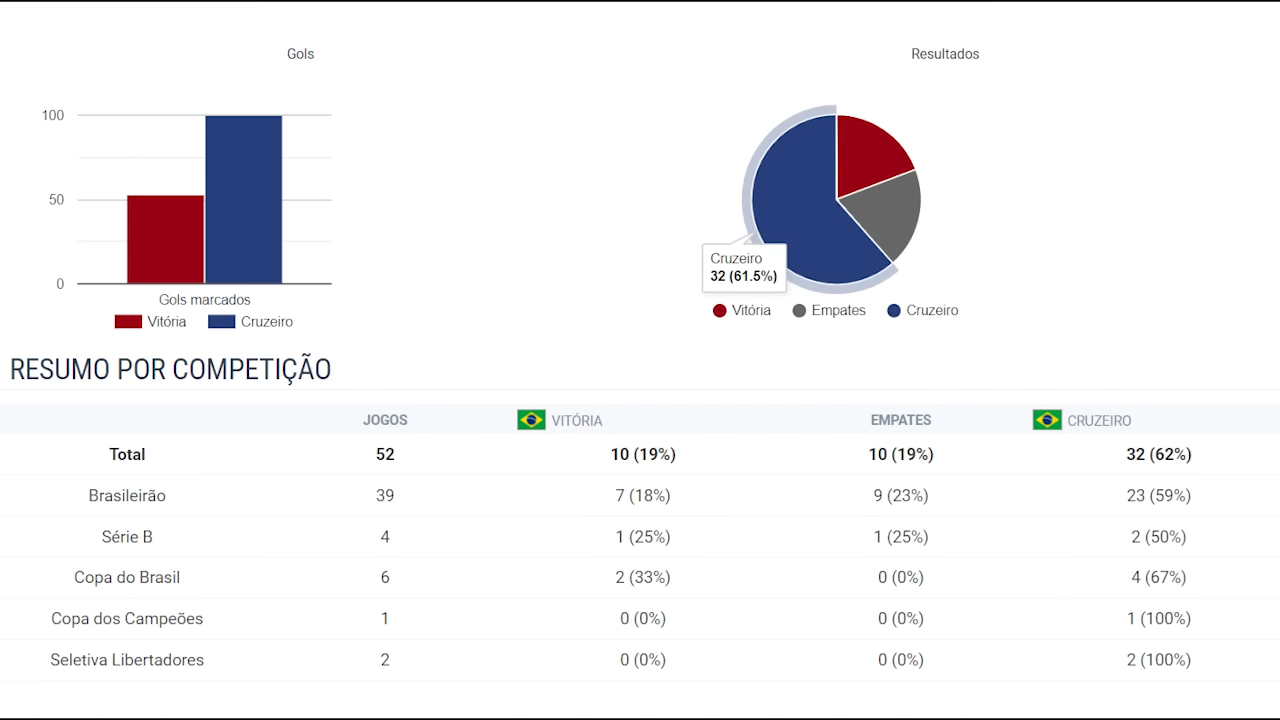 Gols
Resultados
100
50
0
Gols marcados
Vitória Cruzeiro
Cruzeiro
32 (61.5%)
Vitória Empates Cruzeiro
RESUMO POR COMPETIÇÃO
JOGOS VITÓRIA EMPATES CRUZEIRO
Total 52 10 (19%) 10 (19%) 32 (62%)
Brasileirão 39 7 (18%) 9 (23%) 23 (59%)
Série B 4 1 (25%) 1 (25%) 2 (50%)
Copa do Brasil 6 2 (33%) 0 (0%) 4 (67%)
Copa dos Campeões 1 0 (0%) 0 (0%) 1 (100%)
Seletiva Libertadores 2 0 (0%) 0 (0%) 2 (100%)